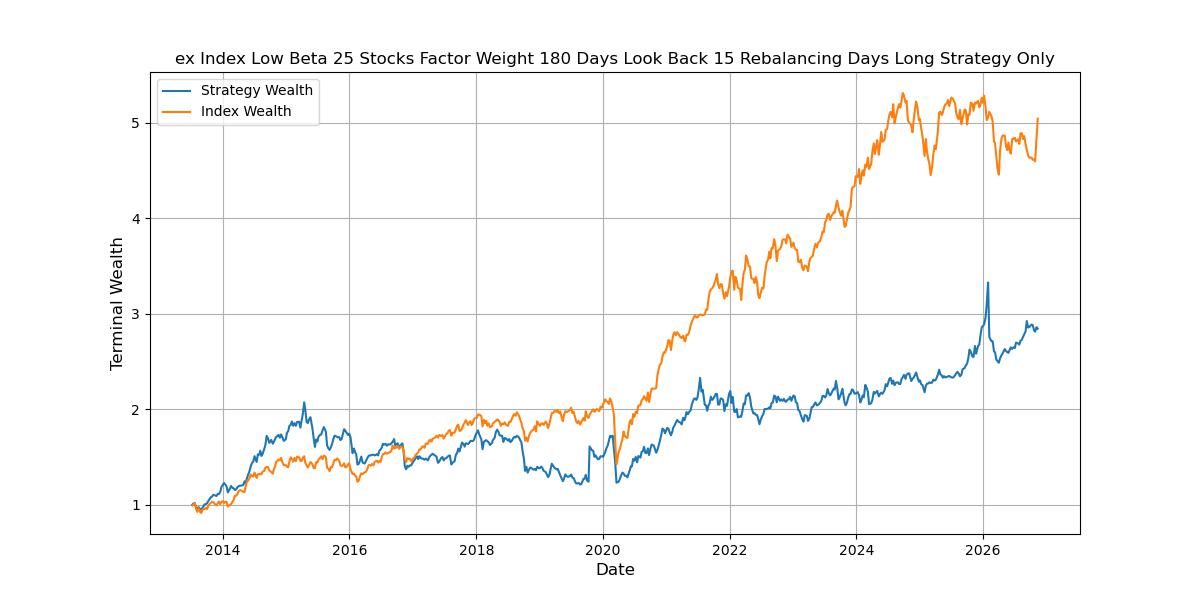 ex Index Low Beta 25 Stocks Factor Weight 180 Days Look Back 15 Rebalancing Days Long Strategy Only
Strategy Wealth
Index Wealth
Terminal Wealth
5
4
3
2
1
2014 2016 2018 2020 2022 2024 2026
Date